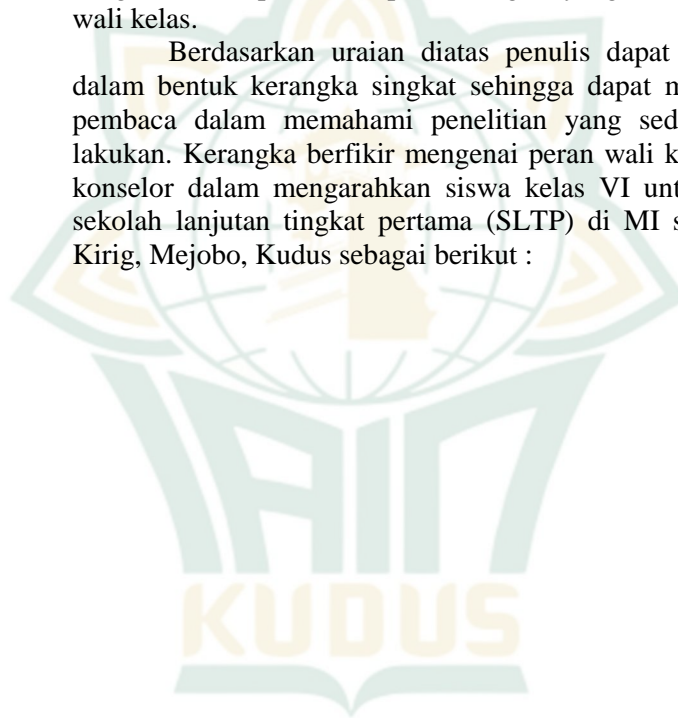 wali kelas.
Berdasarkan uraian diatas penulis dapat
dalam bentuk kerangka singkat sehingga dapat
pembaca dalam memahami penelitian yang
lakukan. Kerangka berfikir mengenai peran wali
konselor dalam mengarahkan siswa kelas VI
sekolah lanjutan tingkat pertama (SLTP) di MI
Kirig, Mejobo, Kudus sebagai berikut :
IAIN
KUDUS